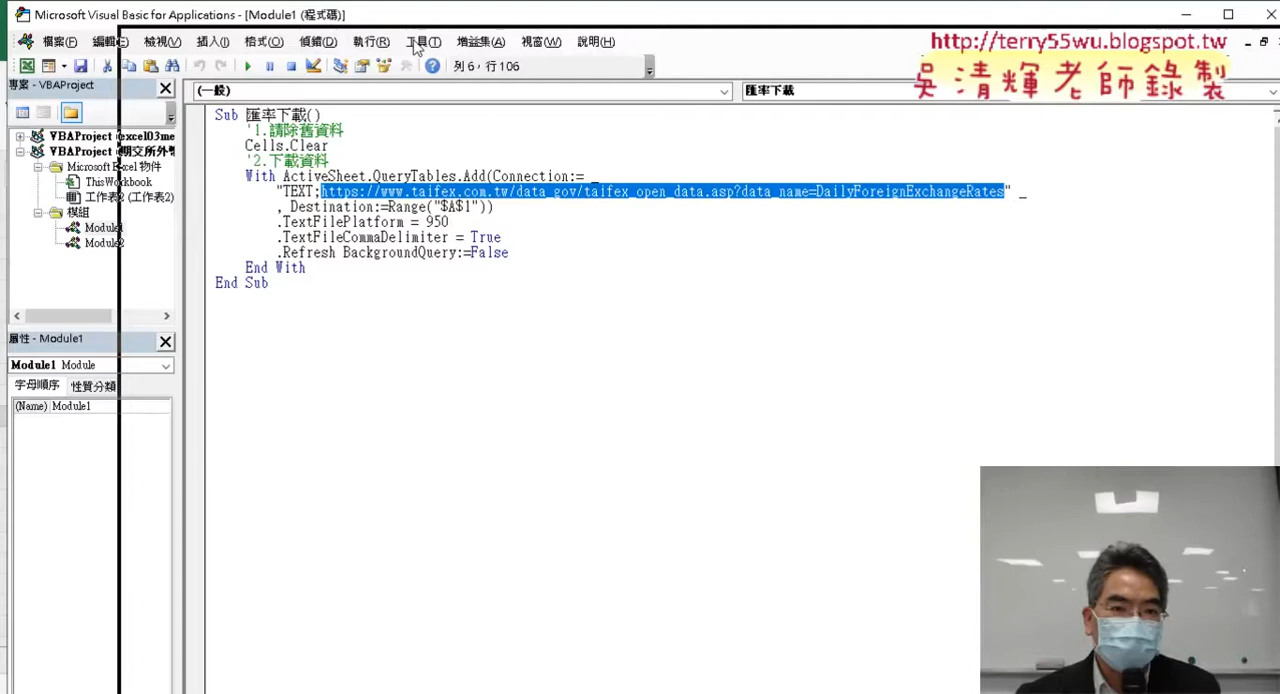 Microsoft Visual Basic for Applications - [Module1 (程式碼)]
檔案(F) 編輯(E) 檢視(V) 插入(I) 格式(O) 偵錯(D) 執行(R) 工具(T) 增益集(A) 視窗(W) 說明(H)
http://terry55wu.blogspot.tw
吳清輝老師錄製
列 6，行 106
專案 - VBAProject
(一般)
匯率下載
VBAProject (excel03me
VBAProject (期交所外
Microsoft Excel 物件
ThisWorkbook
工作表2 (工作表2)
模組
Module1
Module2
Sub 匯率下載()
'1.請除舊資料
Cells.Clear
'2.下載資料
With ActiveSheet.QueryTables.Add(Connection:= _
"TEXT;https://www.taifex.com.tw/data_gov/taifex_open_data.asp?data_name=DailyForeignExchangeRates" _
, Destination:=Range("$A$1"))
.TextFilePlatform = 950
.TextFileCommaDelimiter = True
.Refresh BackgroundQuery:=False
End With
End Sub
屬性 - Module1
Module1 Module
字母順序 性質分類
(Name) Module1